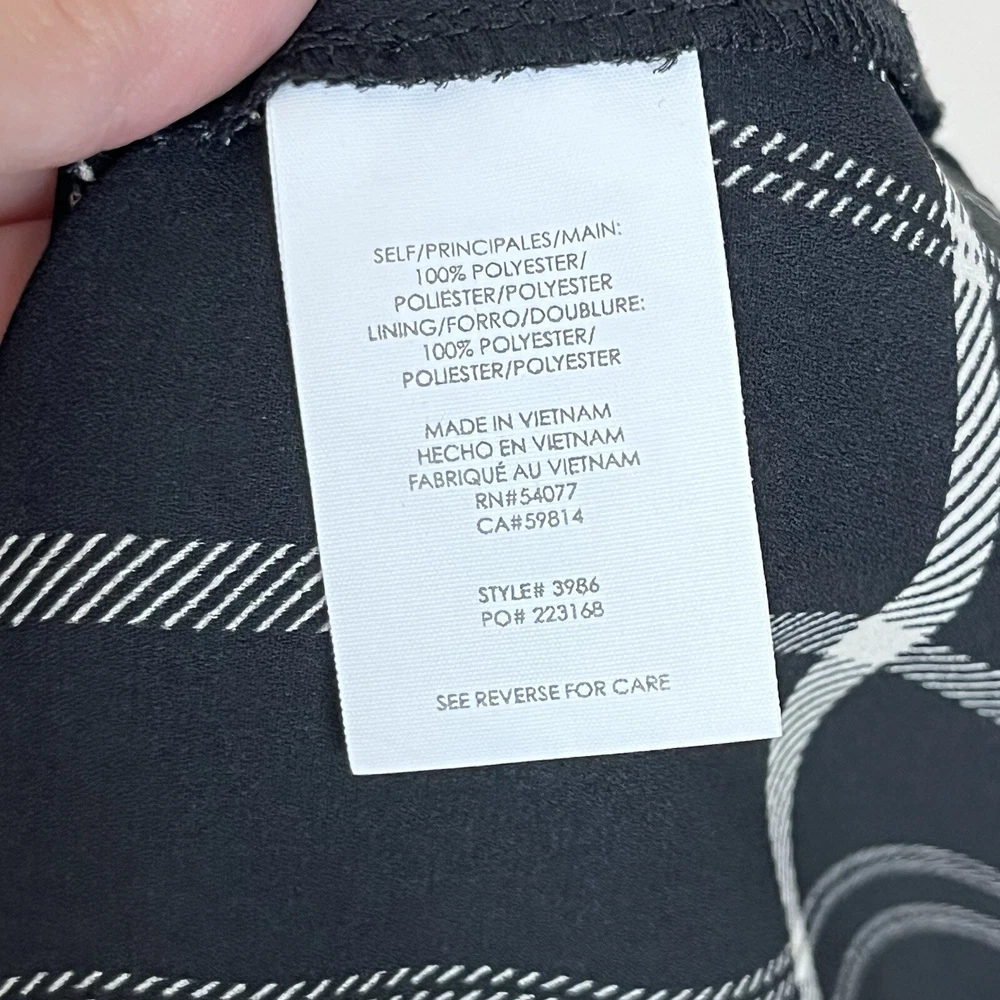 SELF/PRINCIPALES/MAIN:
100% POLYESTER/
POLIÉSTER/POLYESTER
LINING/FORRO/DOUBLURE:
100% POLYESTER/
POLIESTER/POLYESTER
MADE IN VIETNAM
HECHO EN VIETNAM
FABRIQUÉ AU VIETNAM
RN#54077
CA#59814
STYLE# 3986
PO# 223168
SEE REVERSE FOR CARE